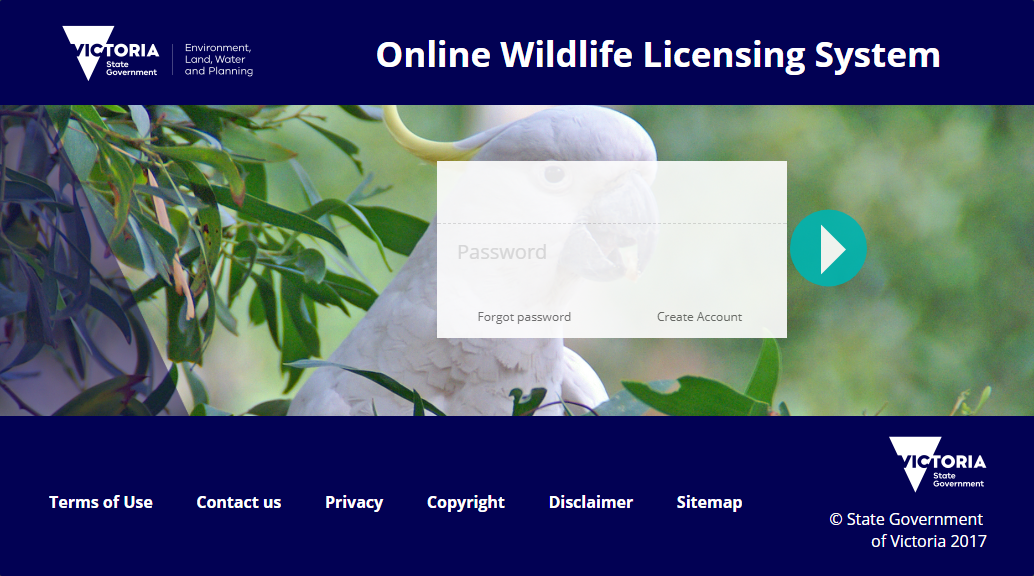 VICTORIA
State
Government
Environment,
Land, Water
and Planning
Online Wildlife Licensing System
Password
Forgot password
Create Account
Terms of Use
Contact us
Privacy
Copyright
Disclaimer
Sitemap
VICTORIA
State
Government
© State Government
of Victoria 2017